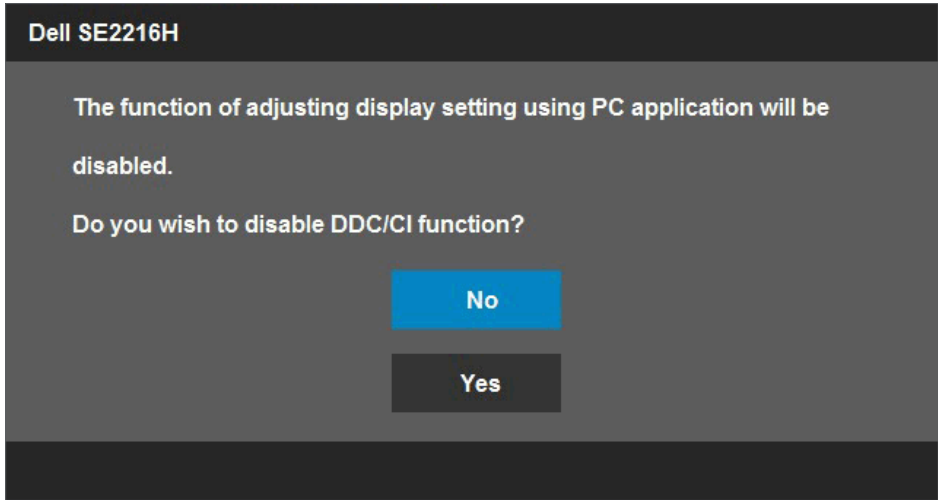 Dell SE2216H
The function of adjusting display setting using PC application will be
disabled.
Do you wish to disable DDC/CI function?
No
Yes